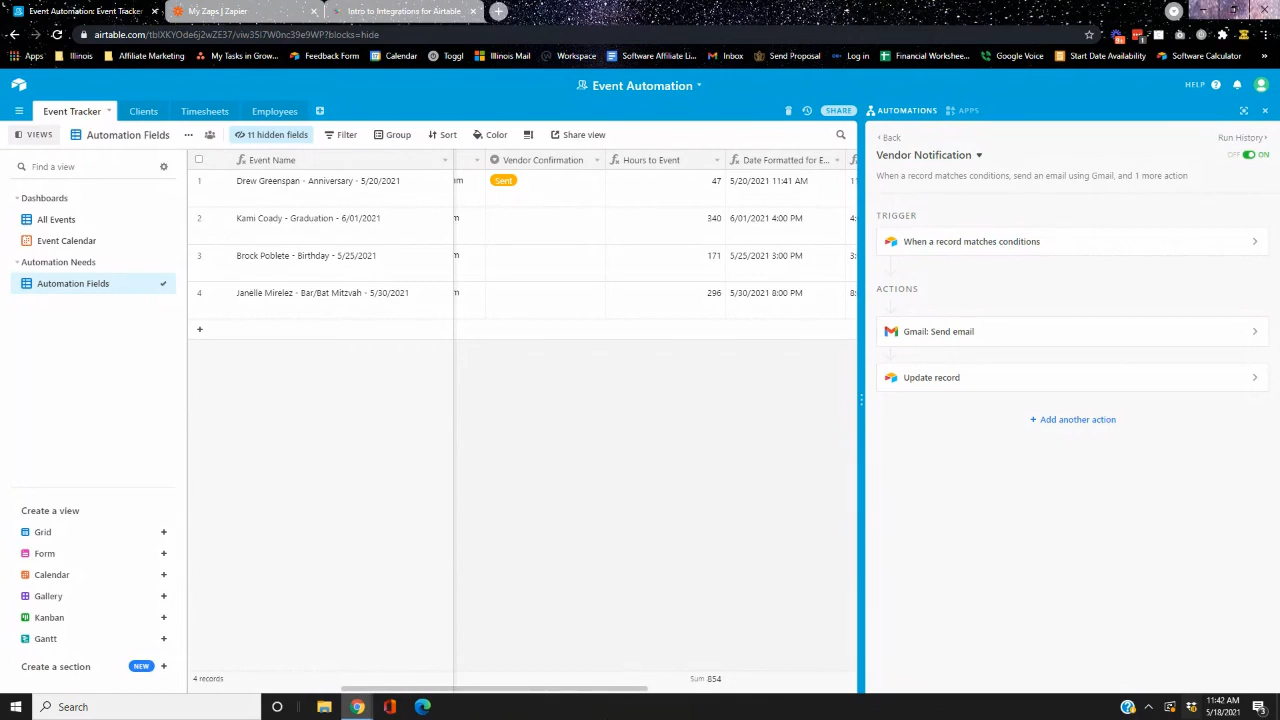 Event Automation: Event Tracker
My Zaps | Zapier
Intro to Integrations for Airtable
airtable.com/tblXKYOde6j2wZE37/viw35I7W0nc39e9WP?blocks=hide
Apps
Illinois
Affiliate Marketing
My Tasks in Grow...
Feedback Form
Calendar
Toggl
Illinois Mail
Workspace
Software Affiliate Li...
Inbox
Send Proposal
Log in
Financial Workshee...
Google Voice
Start Date Availability
Software Calculator
Event Automation
HELP
Event Tracker
Clients
Timesheets
Employees
SHARE
AUTOMATIONS
APPS
VIEWS
Automation Fields
11 hidden fields
Filter
Group
Sort
Color
Share view
Back
Run History
Vendor Notification
OFF
ON
When a record matches conditions, send an email using Gmail, and 1 more action
Find a view
Dashboards
All Events
Event Calendar
Automation Needs
Automation Fields
Event Name
Vendor Confirmation
Hours to Event
Date Formatted for E...
1 Drew Greenspan - Anniversary - 5/20/2021 Sent 47 5/20/2021 11:41 AM
2 Kami Coady - Graduation - 6/01/2021 340 6/01/2021 4:00 PM
3 Brock Poblete - Birthday - 5/25/2021 171 5/25/2021 3:00 PM
4 Janelle Mirelez - Bar/Bat Mitzvah - 5/30/2021 296 5/30/2021 8:00 PM
TRIGGER
When a record matches conditions
ACTIONS
Gmail: Send email
Update record
+ Add another action
Create a view
Grid
Form
Calendar
Gallery
Kanban
Gantt
Create a section NEW
4 records
Sum 854
Search
11:42 AM
5/18/2021